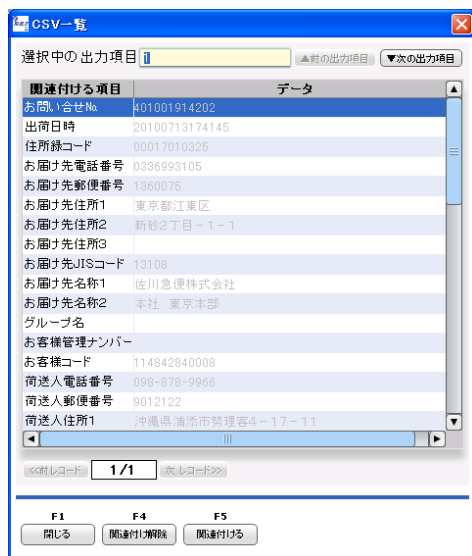 CSV一覧
選択中の出力項目 1 ▲前の出力項目 ▼次の出力項目
関連付ける項目 データ
お問い合せNo. 401001914202
出荷日時 20100713174145
住所録コード 00017010325
お届け先電話番号 0336993105
お届け先郵便番号 1360075
お届け先住所1 東京都江東区
お届け先住所2 新砂2丁目-1-1
お届け先住所3
お届け先JISコード 13108
お届け先名称1 佐川急便株式会社
お届け先名称2 本社 東京本部
グループ名
お客様管理ナンバー
お客様コード 114842840008
荷送人電話番号 098-878-9966
荷送人郵便番号 9012122
荷送人住所1 沖縄県浦添市勢理客4-17-11
<<前レコード 1/1 次レコード>>
F1 F4 F5
閉じる 関連付け解除 関連付ける